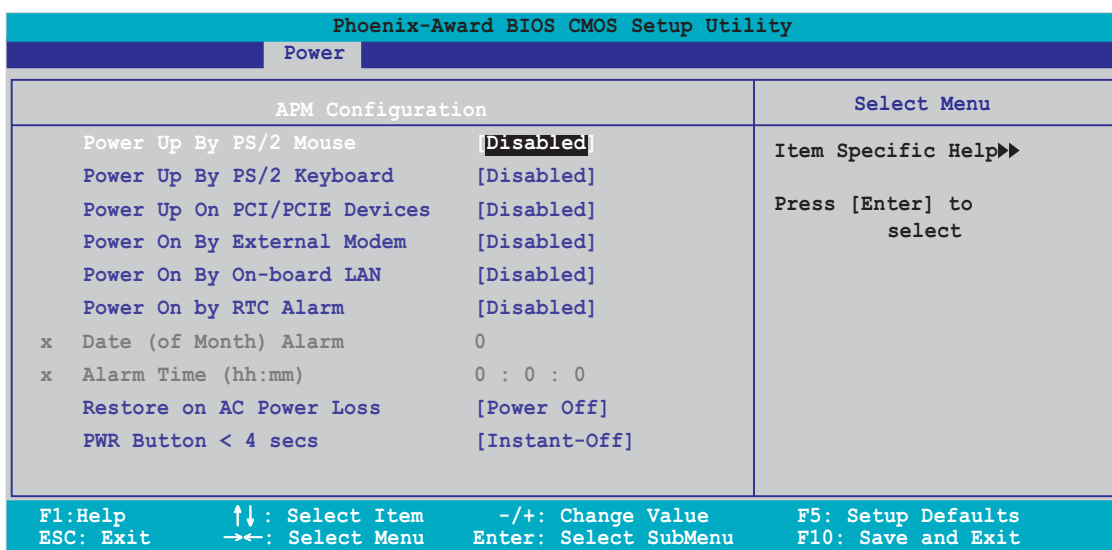 Phoenix-Award BIOS CMOS Setup Utility
Power
APM Configuration
Select Menu
Power Up By PS/2 Mouse [Disabled]
Power Up By PS/2 Keyboard [Disabled]
Power Up On PCI/PCIE Devices [Disabled]
Power On By External Modem [Disabled]
Power On By On-board LAN [Disabled]
Power On by RTC Alarm [Disabled]
x Date (of Month) Alarm 0
x Alarm Time (hh:mm) 0 : 0 : 0
Restore on AC Power Loss [Power Off]
PWR Button < 4 secs [Instant-Off]
Item Specific Help▶▶
Press [Enter] to
select
F1:Help ↑↓ : Select Item -/+: Change Value F5: Setup Defaults
ESC: Exit →←: Select Menu Enter: Select SubMenu F10: Save and Exit